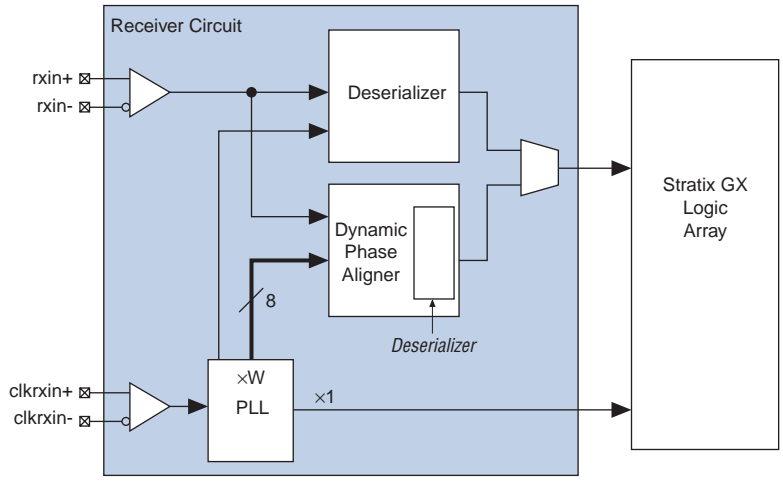 Receiver Circuit
rxin+
rxin-
Deserializer
Stratix GX
Logic
Array
Dynamic
Phase
Aligner
8
Deserializer
clkrxin+
clkrxin-
×W
PLL
×1